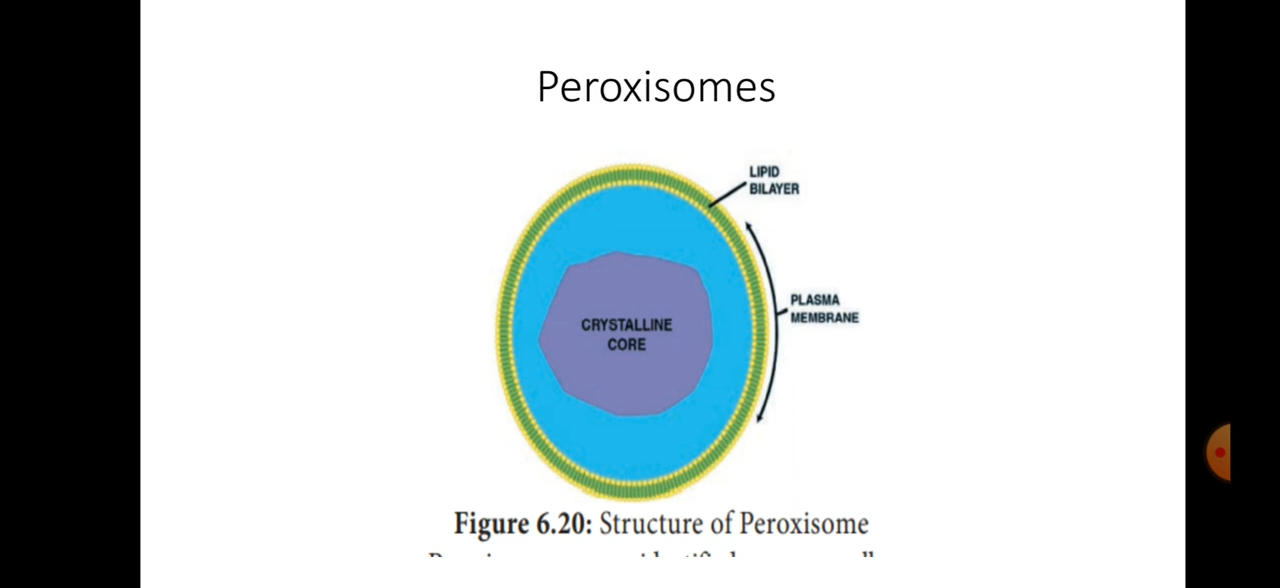 Peroxisomes
LIPID
BILAYER
PLASMA
MEMBRANE
CRYSTALLINE
CORE
Figure 6.20: Structure of Peroxisome